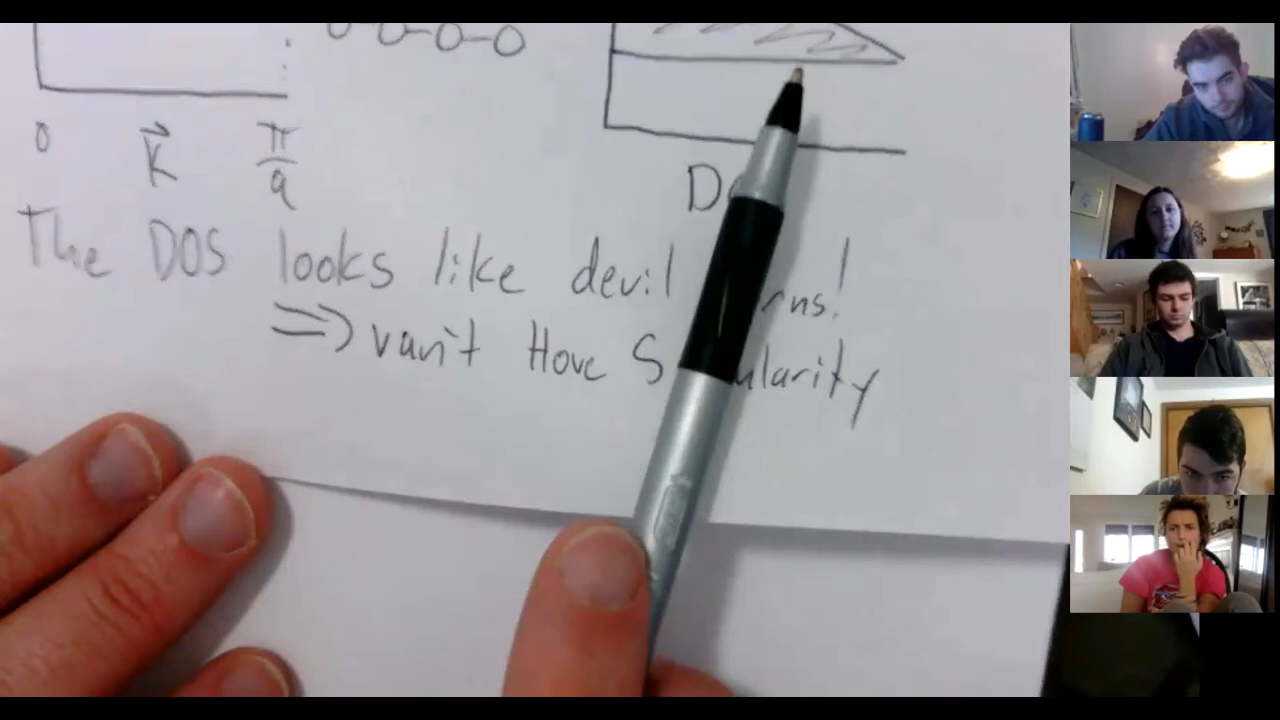 0 k π/a
The DOS looks like devil
⇒ van't Hove